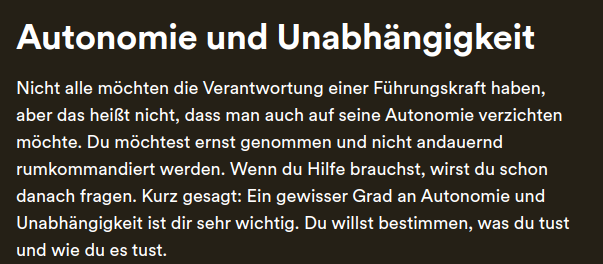 Autonomie und Unabhängigkeit
Nicht alle möchten die Verantwortung einer Führungskraft haben,
aber das heißt nicht, dass man auch auf seine Autonomie verzichten
möchte. Du möchtest ernst genommen und nicht andauernd
rumkommandiert werden. Wenn du Hilfe brauchst, wirst du schon
danach fragen. Kurz gesagt: Ein gewisser Grad an Autonomie und
Unabhängigkeit ist dir sehr wichtig. Du willst bestimmen, was du tust
und wie du es tust.